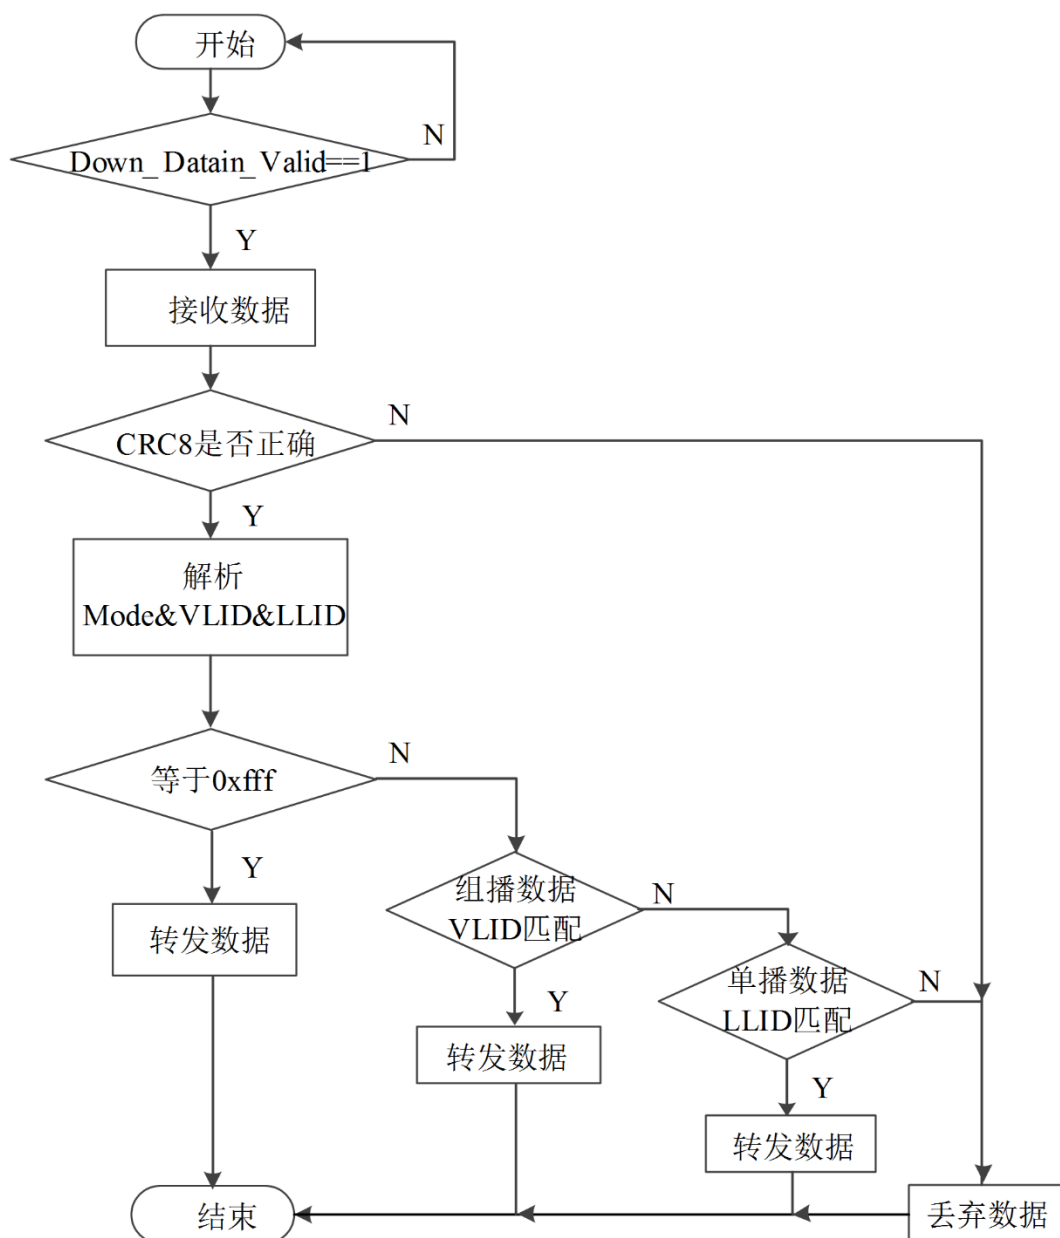 开始
N
Down_Datain_Valid==1
Y
接收数据
N
CRC8是否正确
Y
解析
Mode&VLID&LLID
N
等于0xfff
Y
组播数据
VLID匹配
N
转发数据
单播数据
LLID匹配
N
Y
转发数据
Y
转发数据
结束
丢弃数据